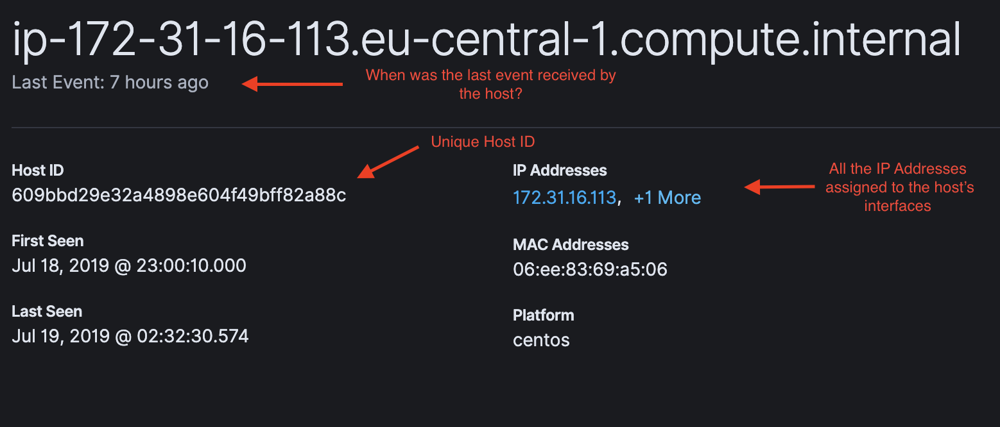 ip-172-31-16-113.eu-central-1.compute.internal
Last Event: 7 hours ago
When was the last event received by
the host?
Unique Host ID
Host ID
609bbd29e32a4898e604f49bff82a88c
IP Addresses
172.31.16.113, +1 More
All the IP Addresses
assigned to the host's
interfaces
First Seen
Jul 18, 2019 @ 23:00:10.000
MAC Addresses
06:ee:83:69:a5:06
Last Seen
Jul 19, 2019 @ 02:32:30.574
Platform
centos